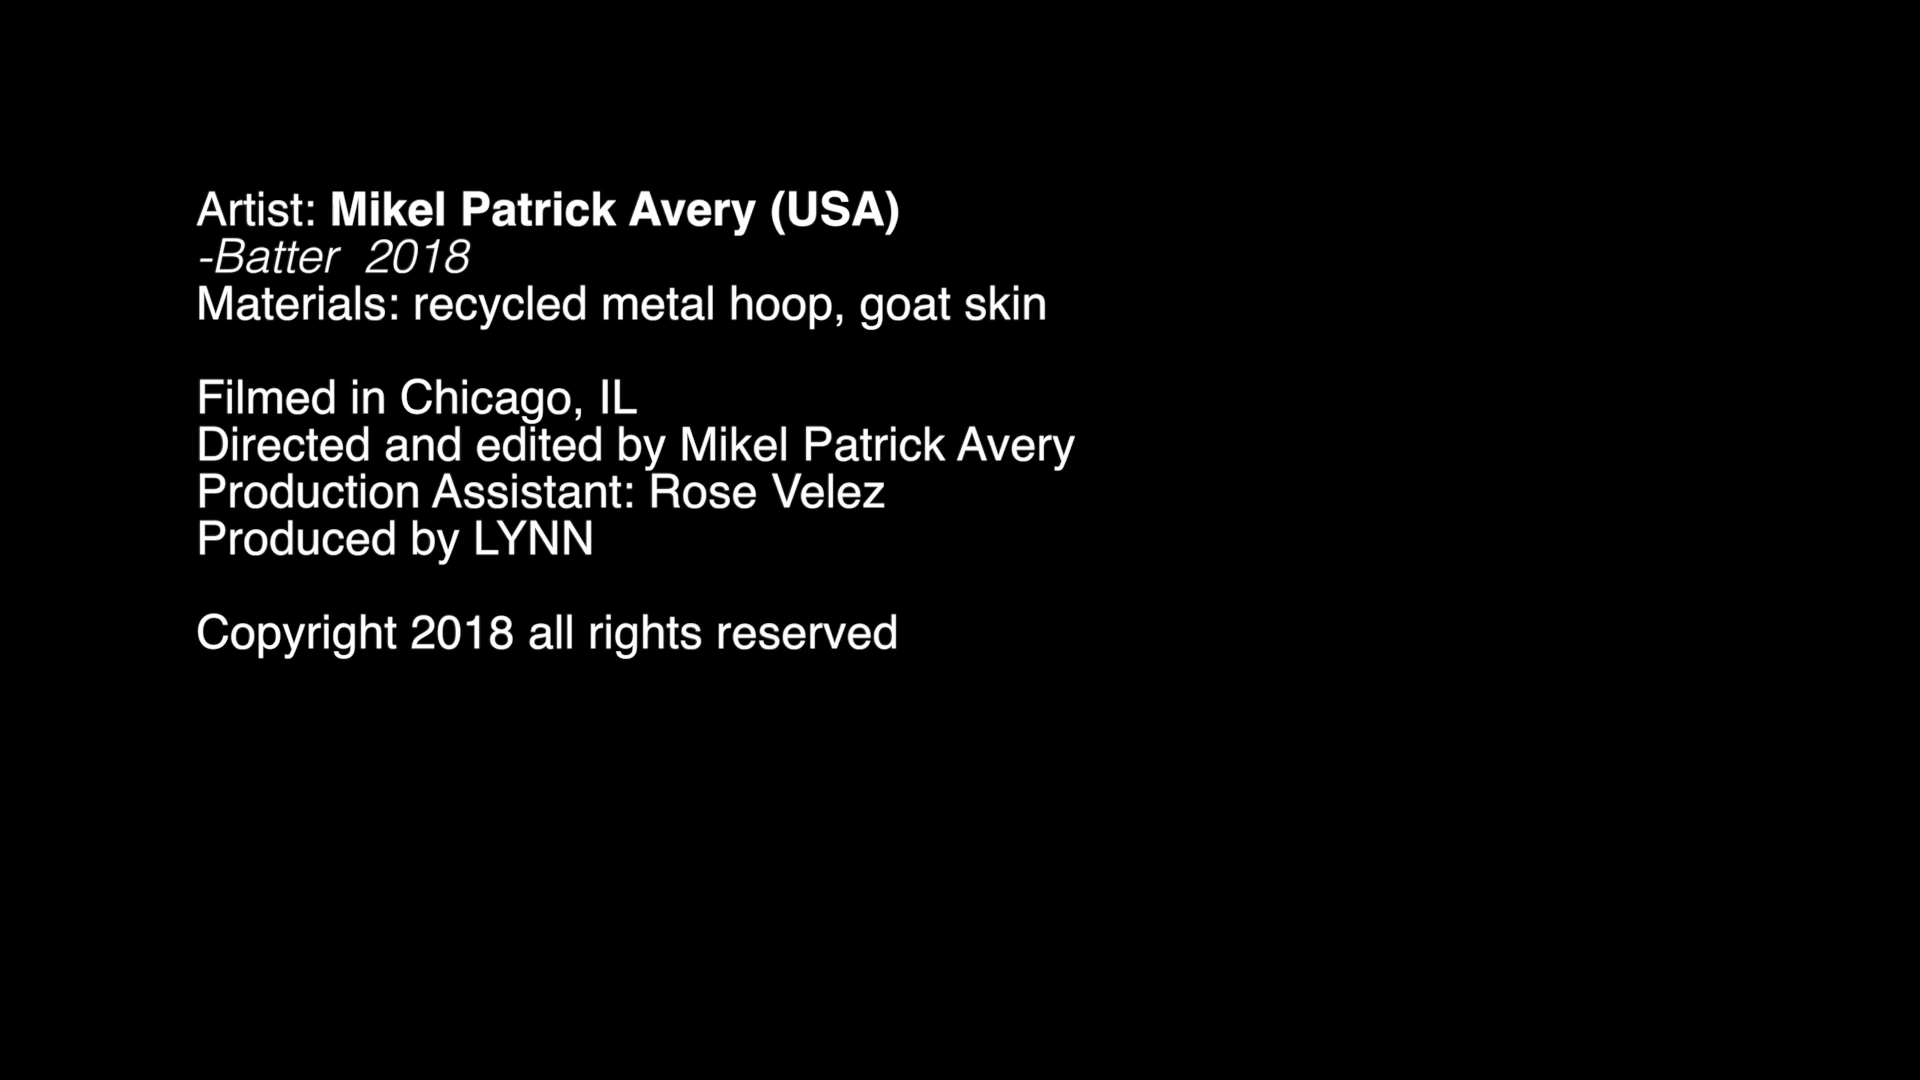 Artist: Mikel Patrick Avery (USA)
-Batter  2018
Materials: recycled metal hoop, goat skin
Filmed in Chicago, IL
Directed and edited by Mikel Patrick Avery
Production Assistant: Rose Velez
Produced by LYNN
Copyright 2018 all rights reserved